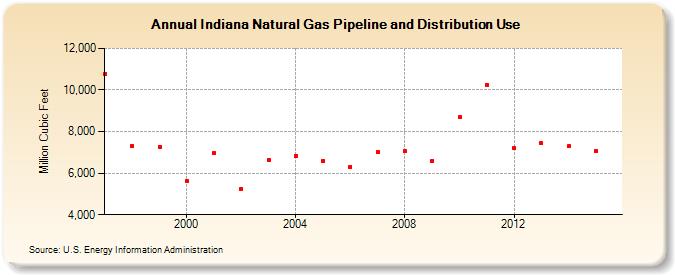 Annual Indiana Natural Gas Pipeline and Distribution Use
Million Cubic Feet
12,000
10,000
8,000
6,000
4,000
2000 2004 2008 2012
Source: U.S. Energy Information Administration